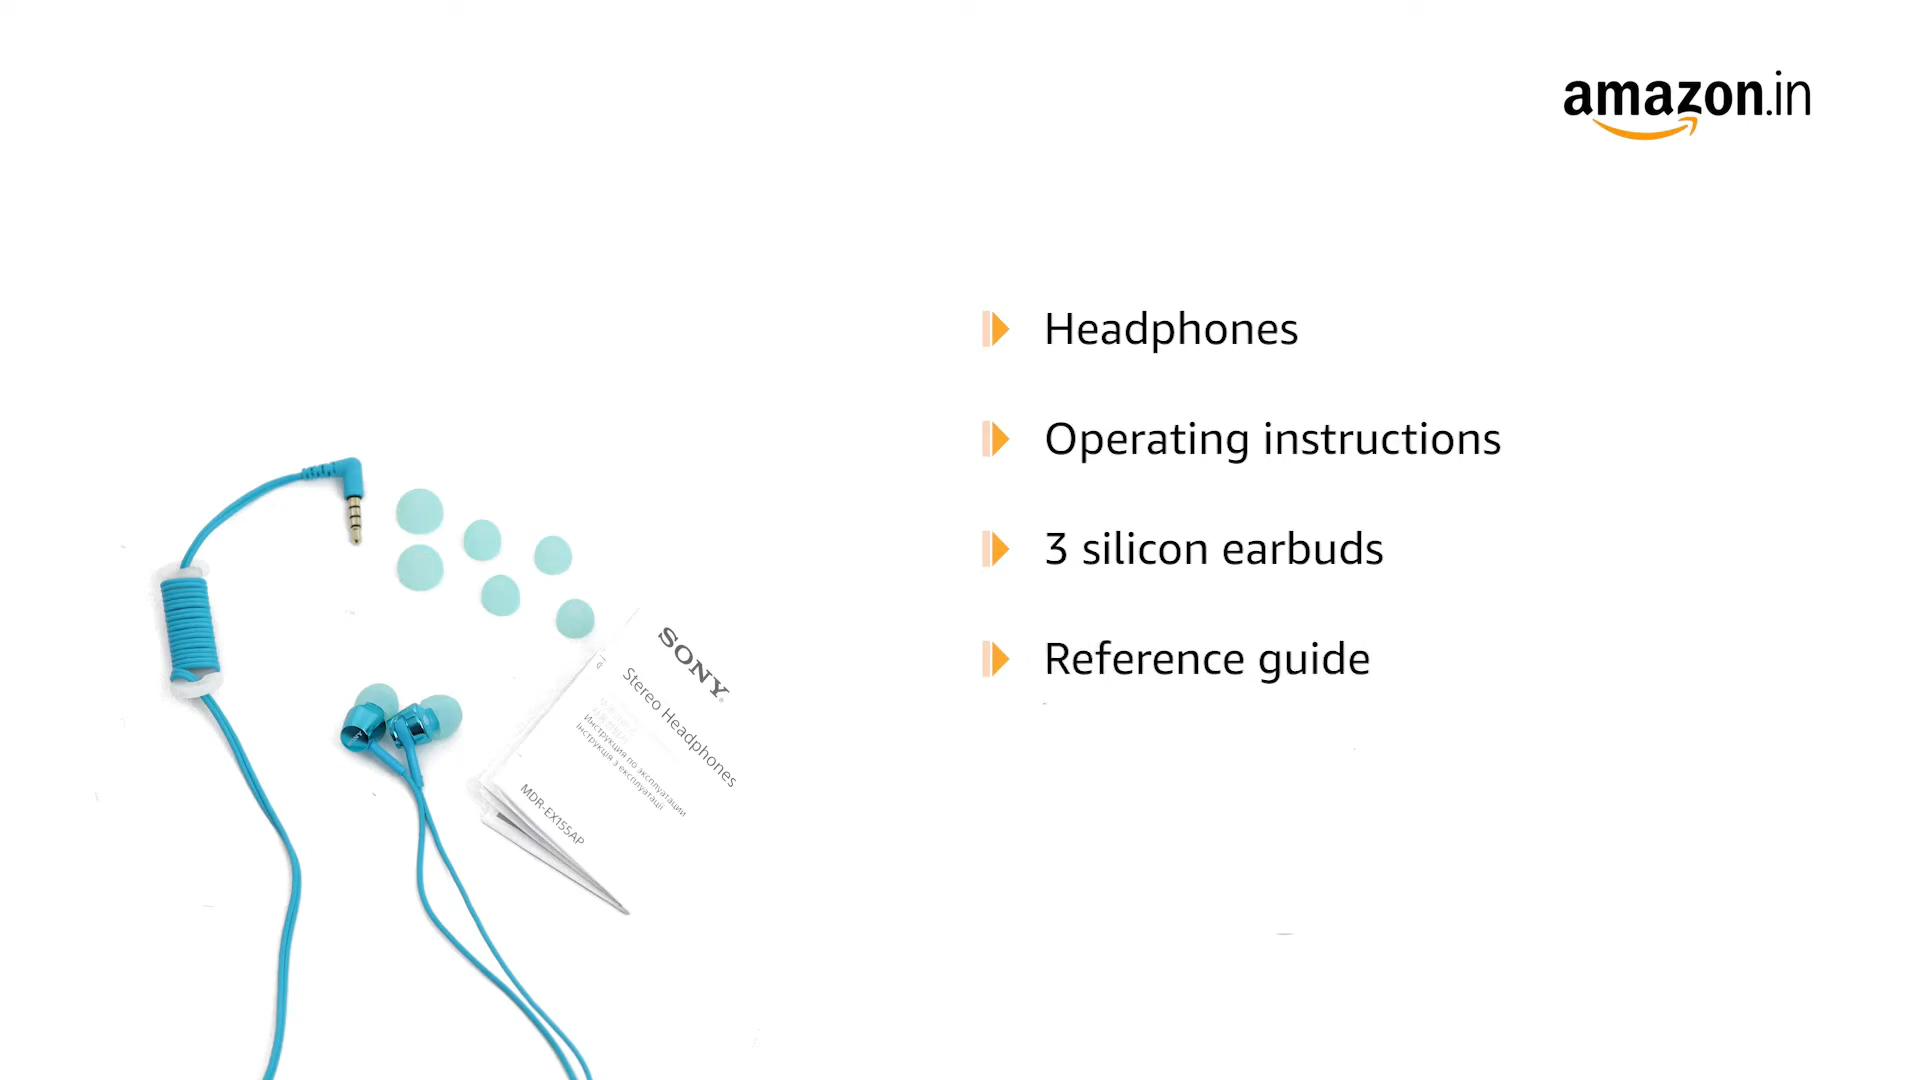 amazon.in
Headphones
Operating instructions
3 silicon earbuds
Reference guide
SONY
Stereo Headphones
Инструкция по эксплуатации
Інструкція з експлуатації
MDR-EX155AP
SONY